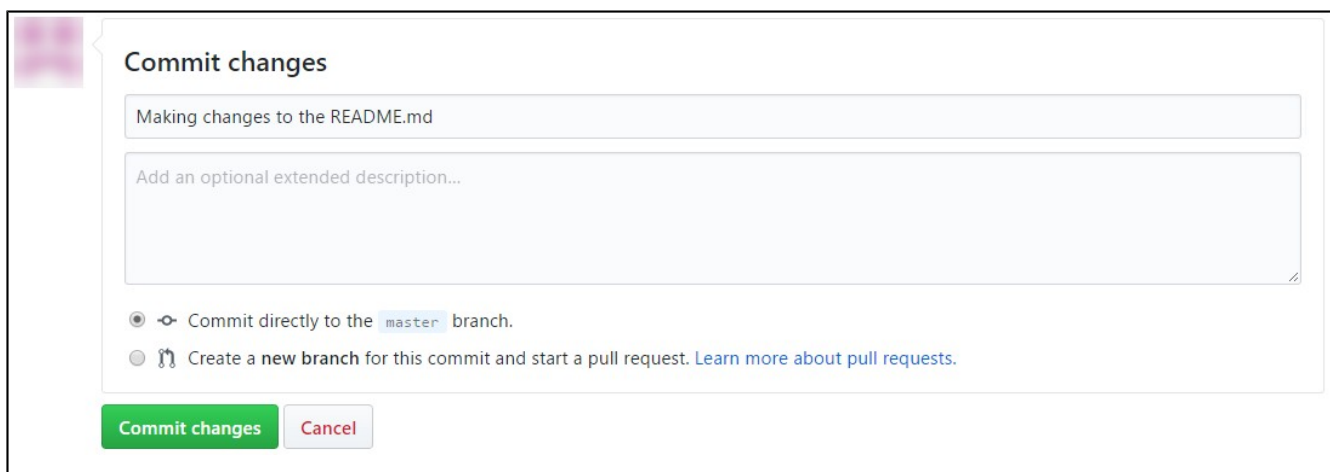 Commit changes
Making changes to the README.md
Add an optional extended description...
Commit directly to the master branch.
Create a new branch for this commit and start a pull request. Learn more about pull requests.
Commit changes Cancel